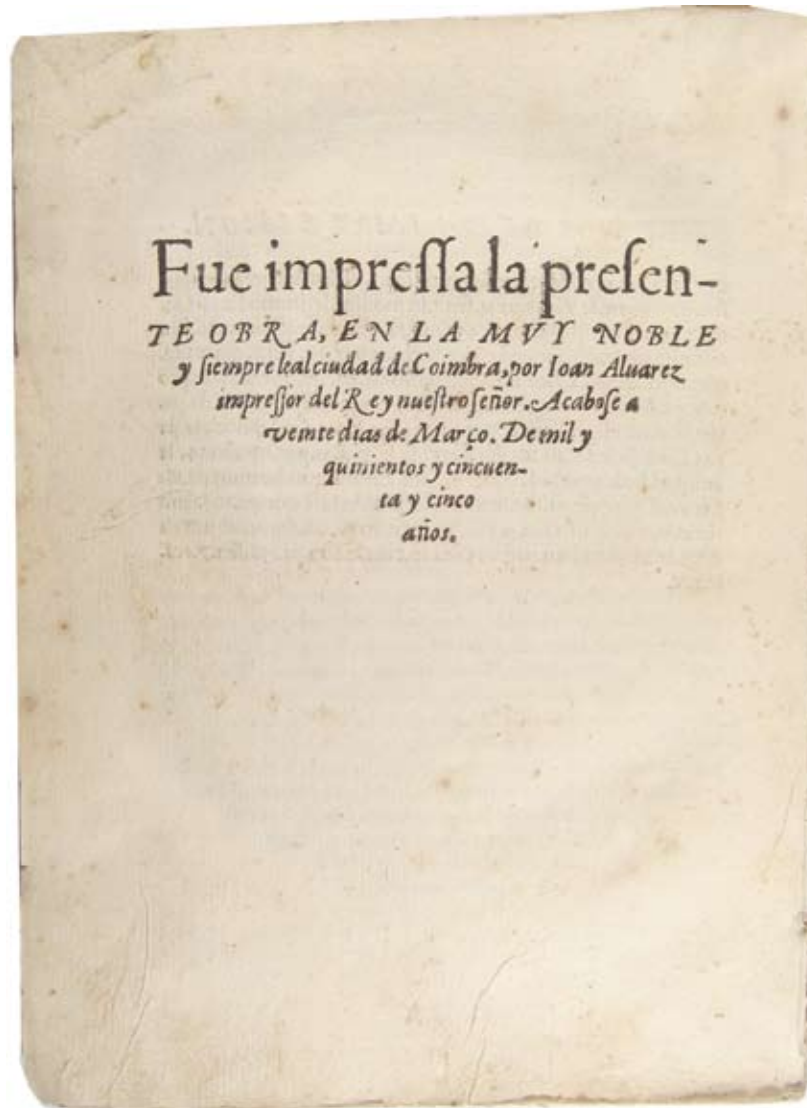 Fue impreſſa la preſen-
TE OBRA, EN LA MVY NOBLE
y ſiempre leal ciudad de Coimbra, por Ioan Aluarez
impreſſor del Rey nueſtro ſeñor. Acaboſe a
veinte dias de Março. De mil y
quinientos y cincuen-
ta y cinco
años.